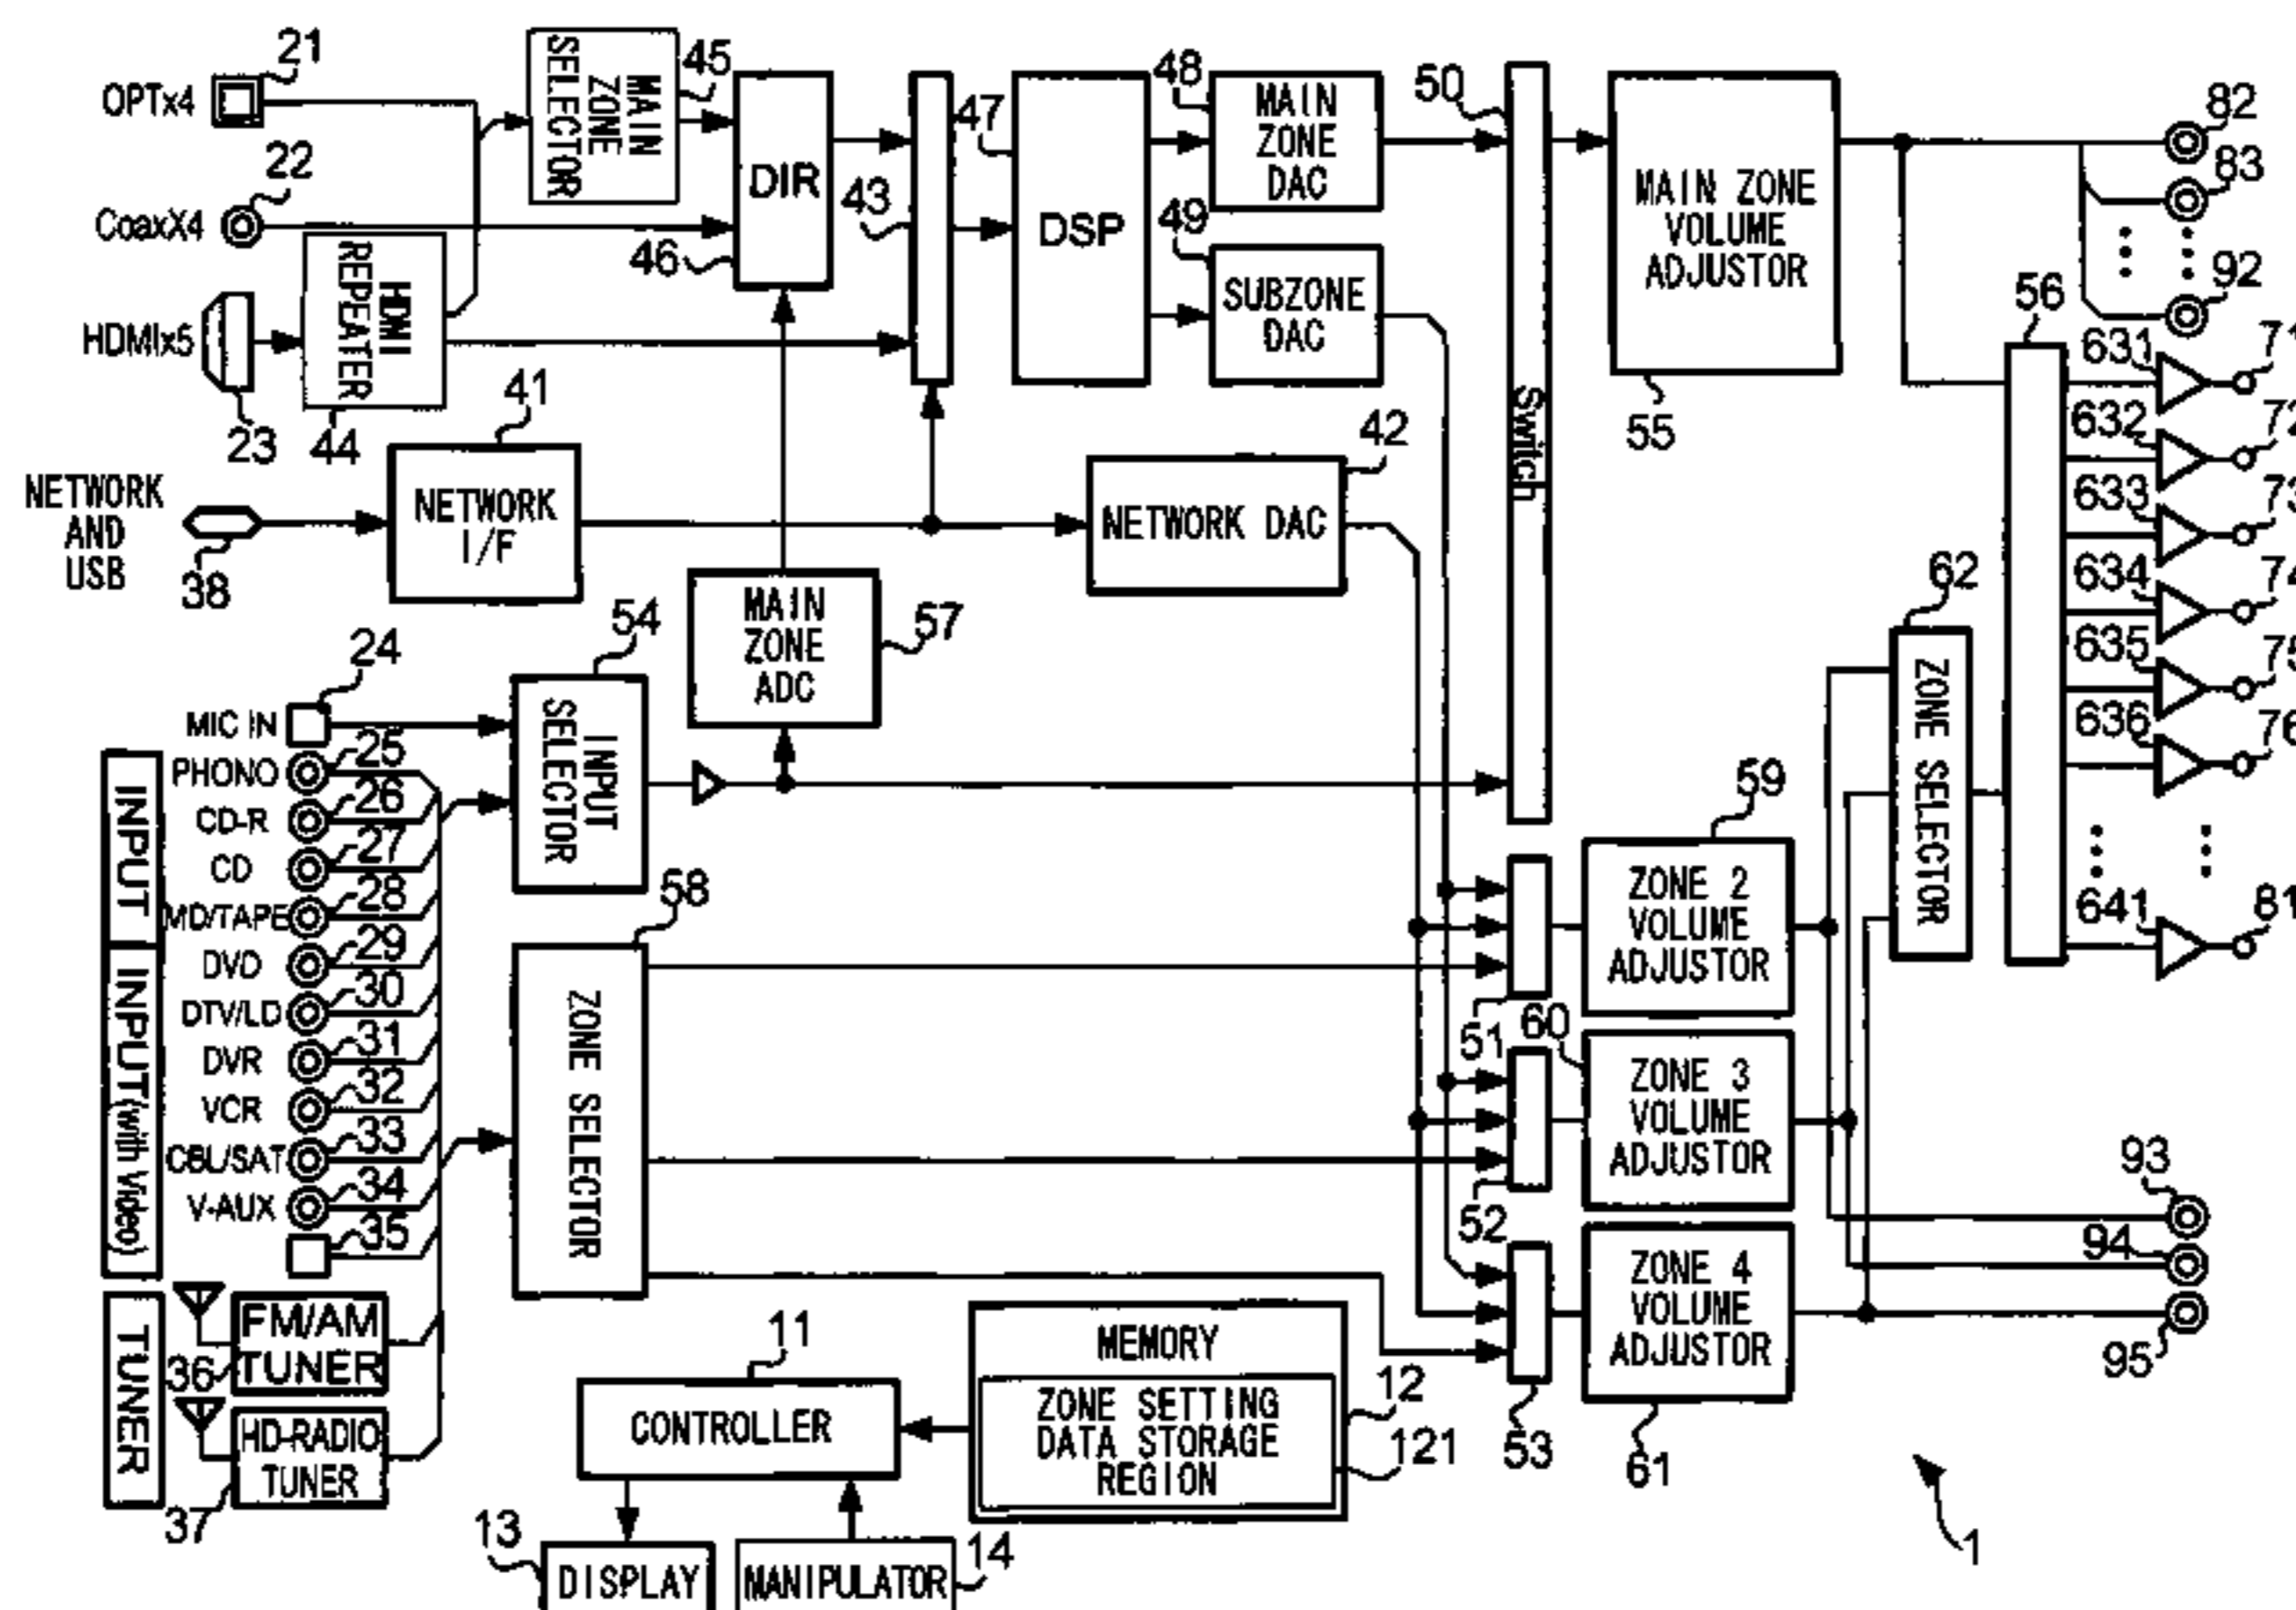 OPTx4
21
CoaxX4
22
HDMIx5
23
HDMI
REPEATER
44
MAIN
ZONE
SELECTOR
45
DIR
46
43
47
DSP
48
MAIN
ZONE
DAC
49
SUBZONE
DAC
50
Switch
MAIN ZONE
VOLUME
ADJUSTOR
55
82
83
92
56
631
632
633
634
635
636
641
71
72
73
74
75
76
81
NETWORK
AND
USB
38
41
NETWORK
I/F
42
NETWORK DAC
MAIN
ZONE
ADC
57
54
INPUT
SELECTOR
62
ZONE SELECTOR
24
MIC IN
INPUT
PHONO
25
CD-R
26
CD
27
MD/TAPE
28
INPUT(with Video)
DVD
29
DTV/LD
30
DVR
31
VCR
32
CBL/SAT
33
V-AUX
34
35
TUNER
FM/AM
TUNER
36
HD-RADIO
TUNER
37
58
ZONE SELECTOR
51
59
ZONE 2
VOLUME
ADJUSTOR
52
60
ZONE 3
VOLUME
ADJUSTOR
53
ZONE 4
VOLUME
ADJUSTOR
61
93
94
95
11
CONTROLLER
MEMORY
12
ZONE SETTING
DATA STORAGE
REGION
121
13
DISPLAY
MANIPULATOR
14
1